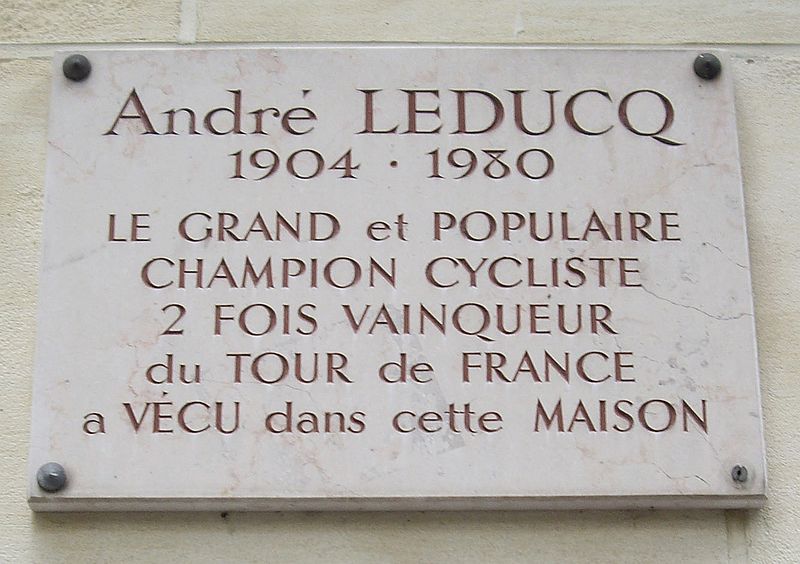 André LEDUCQ
1904 · 1980
LE GRAND et POPULAIRE
CHAMPION CYCLISTE
2 FOIS VAINQUEUR
du TOUR de FRANCE
a VÉCU dans cette MAISON